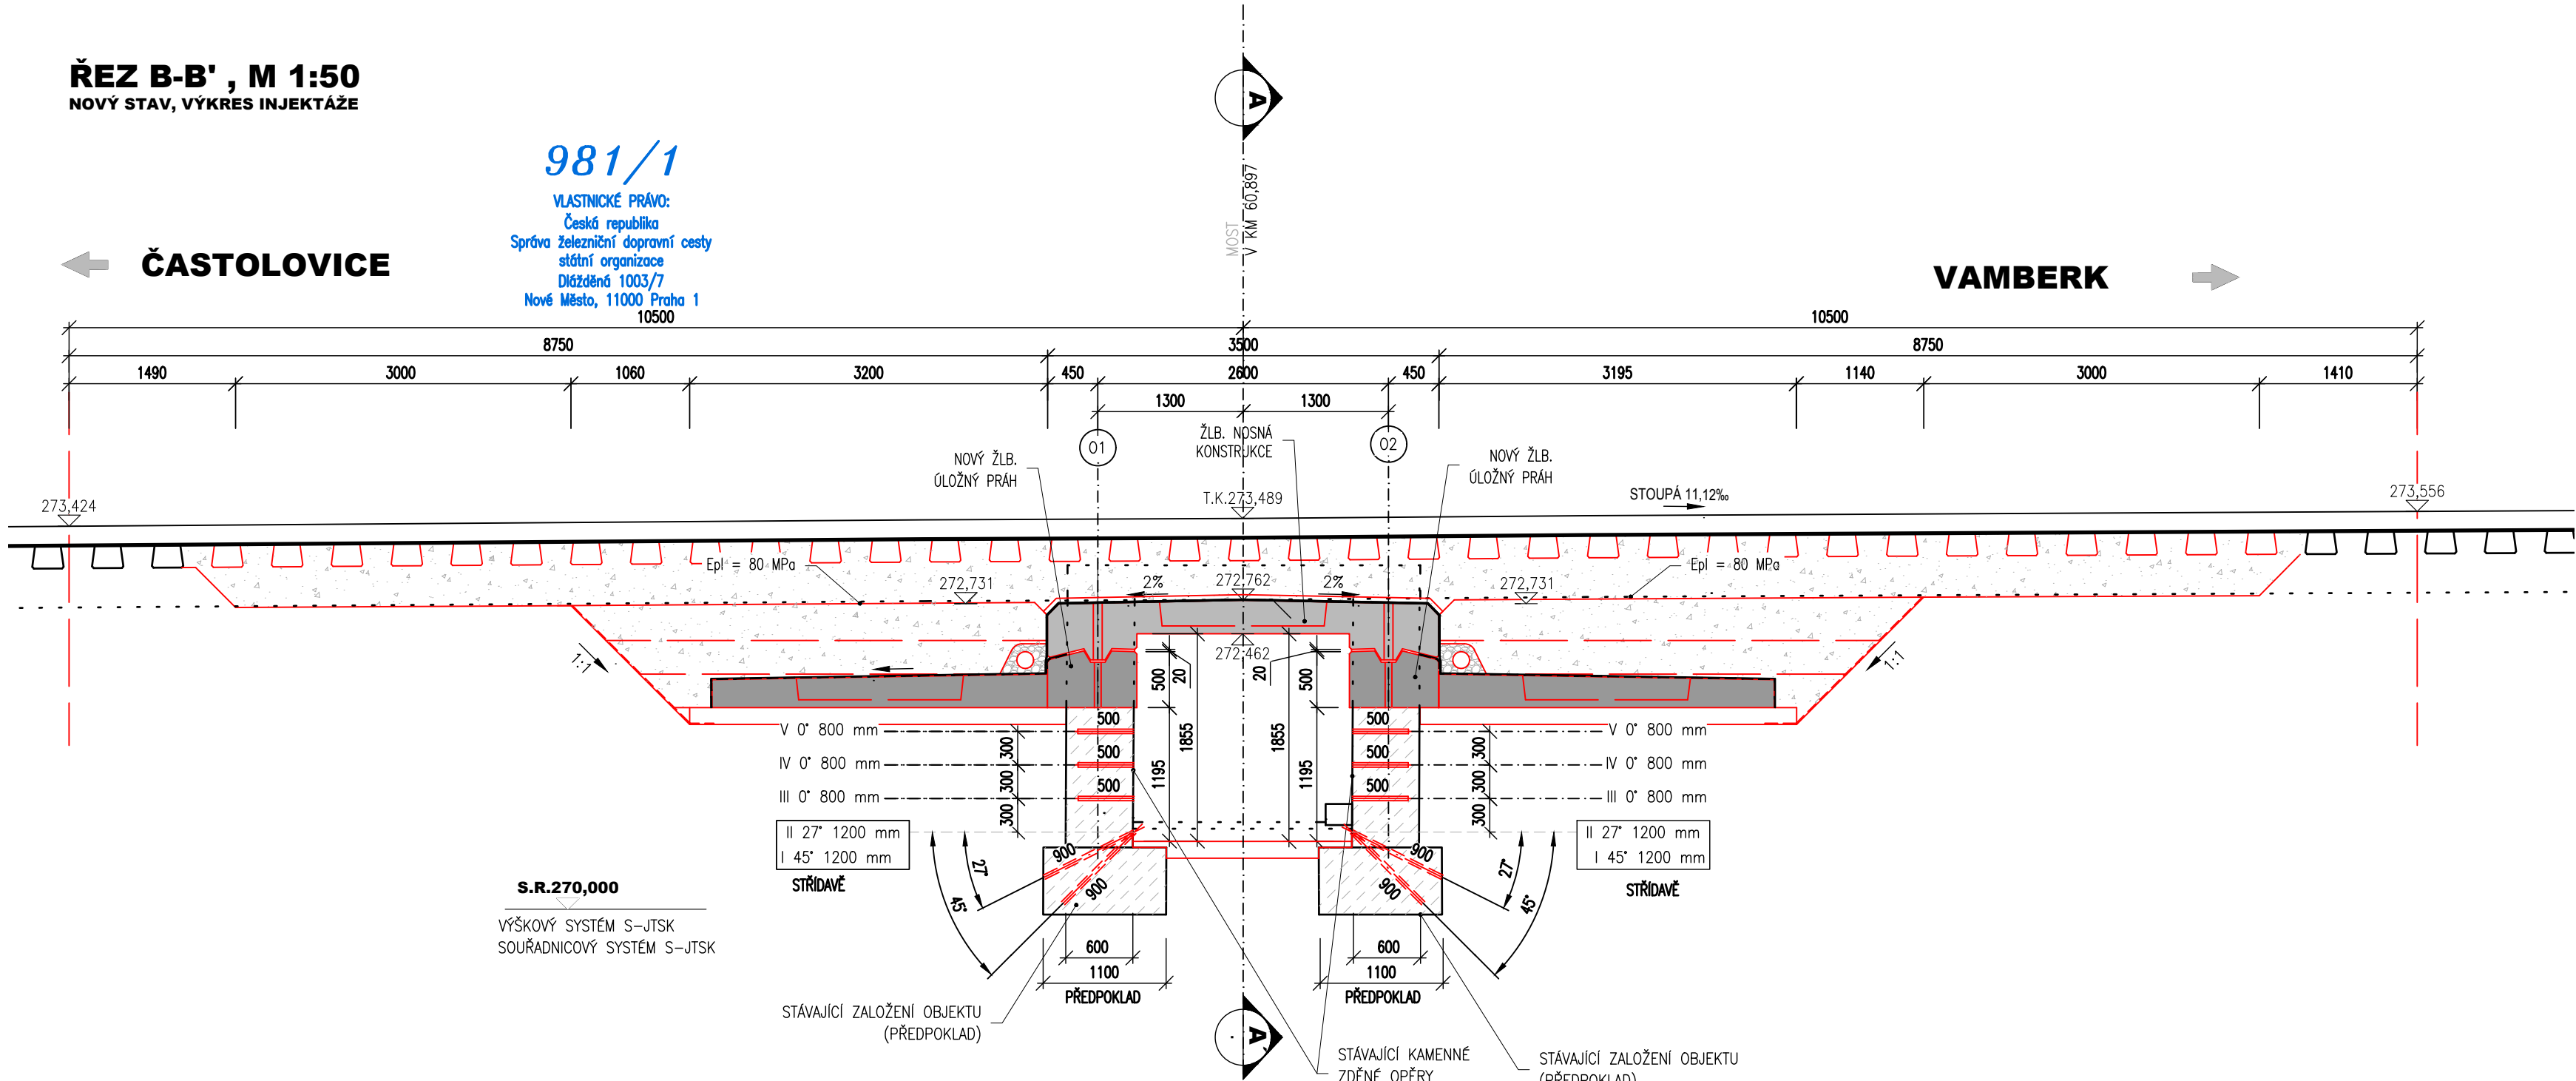 ŘEZ B-B' , M 1:50
NOVÝ STAV, VÝKRES INJEKTÁŽE
A
981/1
VLASTNICKÉ PRÁVO:
Česká republika
Správa železniční dopravní cesty
státní organizace
Dlážděná 1003/7
Nové Město, 11000 Praha 1
MOST
V KM 60,897
ČASTOLOVICE
VAMBERK
10500 10500
8750 3500 8750
1490 3000 1060 3200 450 2600 450 3195 1140 3000 1410
1300 1300
01
02
ŽLB. NOSNÁ
KONSTRUKCE
NOVÝ ŽLB.
ÚLOŽNÝ PRÁH
NOVÝ ŽLB.
ÚLOŽNÝ PRÁH
273,424
T.K.273,489
STOUPÁ 11,12‰
273,556
Epl = 80 MPa
Epl = 80 MPa
272,731
2%
272,762
2%
272,731
1:1
272,462
1:1
500
20
20
500
1855
1855
1195
1195
V 0° 800 mm
500
500
V 0° 800 mm
300
300
IV 0° 800 mm
500
500
IV 0° 800 mm
300
300
III 0° 800 mm
500
500
III 0° 800 mm
300
300
II 27° 1200 mm
I 45° 1200 mm
STŘÍDAVĚ
II 27° 1200 mm
I 45° 1200 mm
STŘÍDAVĚ
900
900
27°
45°
900
900
27°
45°
S.R.270,000
VÝŠKOVÝ SYSTÉM S-JTSK
SOUŘADNICOVÝ SYSTÉM S-JTSK
600
1100
PŘEDPOKLAD
600
1100
PŘEDPOKLAD
STÁVAJÍCÍ ZALOŽENÍ OBJEKTU
(PŘEDPOKLAD)
A'
STÁVAJÍCÍ KAMENNÉ
ZDĚNÉ OPĚRY
STÁVAJÍCÍ ZALOŽENÍ OBJEKTU
(PŘEDPOKLAD)